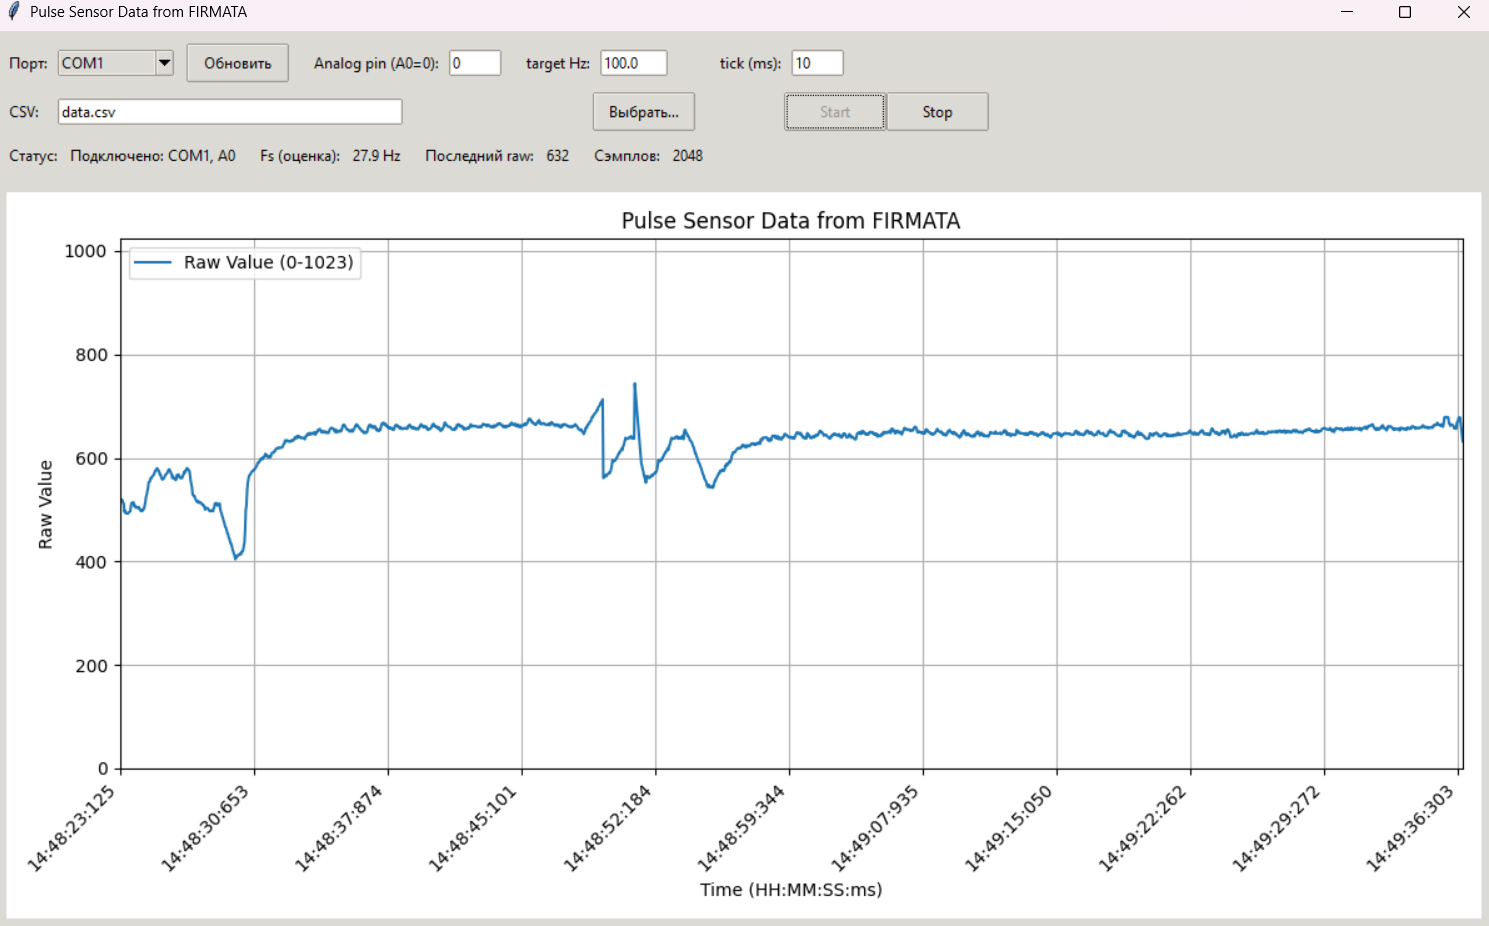 Pulse Sensor Data from FIRMATA
Порт: COM1 Обновить Analog pin (A0=0): 0 target Hz: 100.0 tick (ms): 10
CSV: data.csv Выбрать... Start Stop
Статус: Подключено: COM1, A0 Fs (оценка): 27.9 Hz Последний raw: 632 Сэмплов: 2048
Pulse Sensor Data from FIRMATA
Raw Value (0-1023)
1000
800
600
400
200
0
Raw Value
14:48:23:125 14:48:30:653 14:48:37:874 14:48:45:101 14:48:52:184 14:48:59:344 14:49:07:935 14:49:15:050 14:49:22:262 14:49:29:272 14:49:36:303
Time (HH:MM:SS:ms)